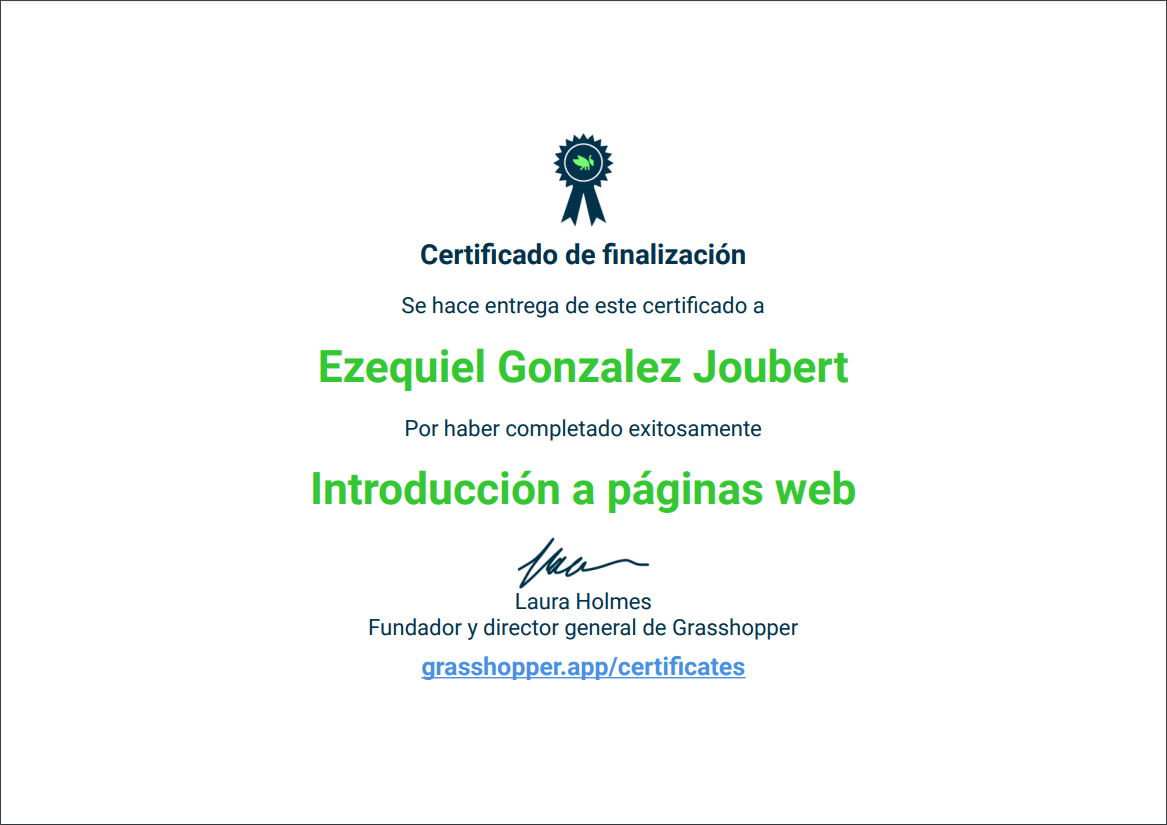 Certificado de finalización
Se hace entrega de este certificado a
Ezequiel Gonzalez Joubert
Por haber completado exitosamente
Introducción a páginas web
Laura Holmes
Fundador y director general de Grasshopper
grasshopper.app/certificates